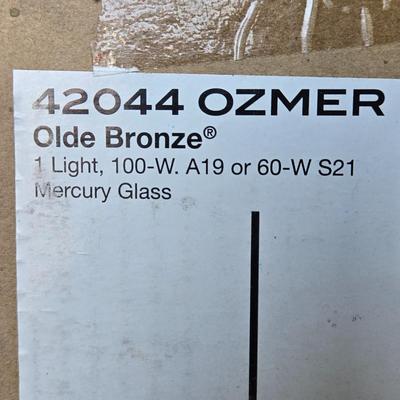 42044 OZMER
Olde Bronze®
1 Light, 100-W. A19 or 60-W S21
Mercury Glass